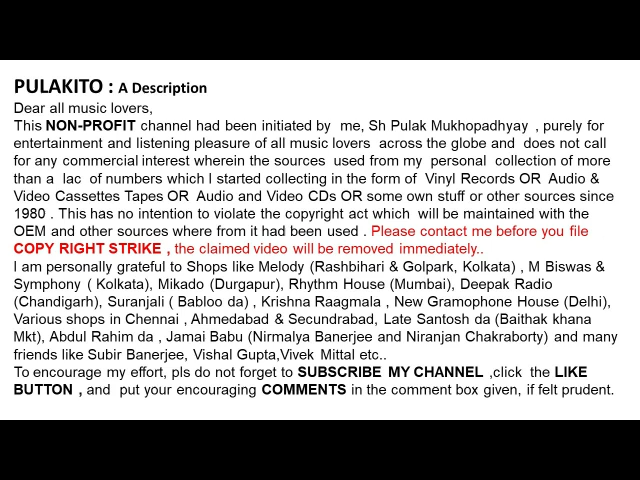 PULAKITO : A Description
Dear all music lovers,
This NON-PROFIT channel had been initiated by me, Sh Pulak Mukhopadhyay , purely for
entertainment and listening pleasure of all music lovers across the globe and does not call
for any commercial interest wherein the sources used from my personal collection of more
than a lac of numbers which I started collecting in the form of Vinyl Records OR Audio &
Video Cassettes Tapes OR Audio and Video CDs OR some own stuff or other sources since
1980 . This has no intention to violate the copyright act which will be maintained with the
OEM and other sources where from it had been used . Please contact me before you file
COPY RIGHT STRIKE , the claimed video will be removed immediately..
I am personally grateful to Shops like Melody (Rashbihari & Golpark, Kolkata) , M Biswas &
Symphony ( Kolkata), Mikado (Durgapur), Rhythm House (Mumbai), Deepak Radio
(Chandigarh), Suranjali ( Babloo da) , Krishna Raagmala , New Gramophone House (Delhi),
Various shops in Chennai , Ahmedabad & Secundrabad, Late Santosh da (Baithak khana
Mkt), Abdul Rahim da , Jamai Babu (Nirmalya Banerjee and Niranjan Chakraborty) and many
friends like Subir Banerjee, Vishal Gupta,Vivek Mittal etc..
To encourage my effort, pls do not forget to SUBSCRIBE MY CHANNEL ,click the LIKE
BUTTON , and put your encouraging COMMENTS in the comment box given, if felt prudent.